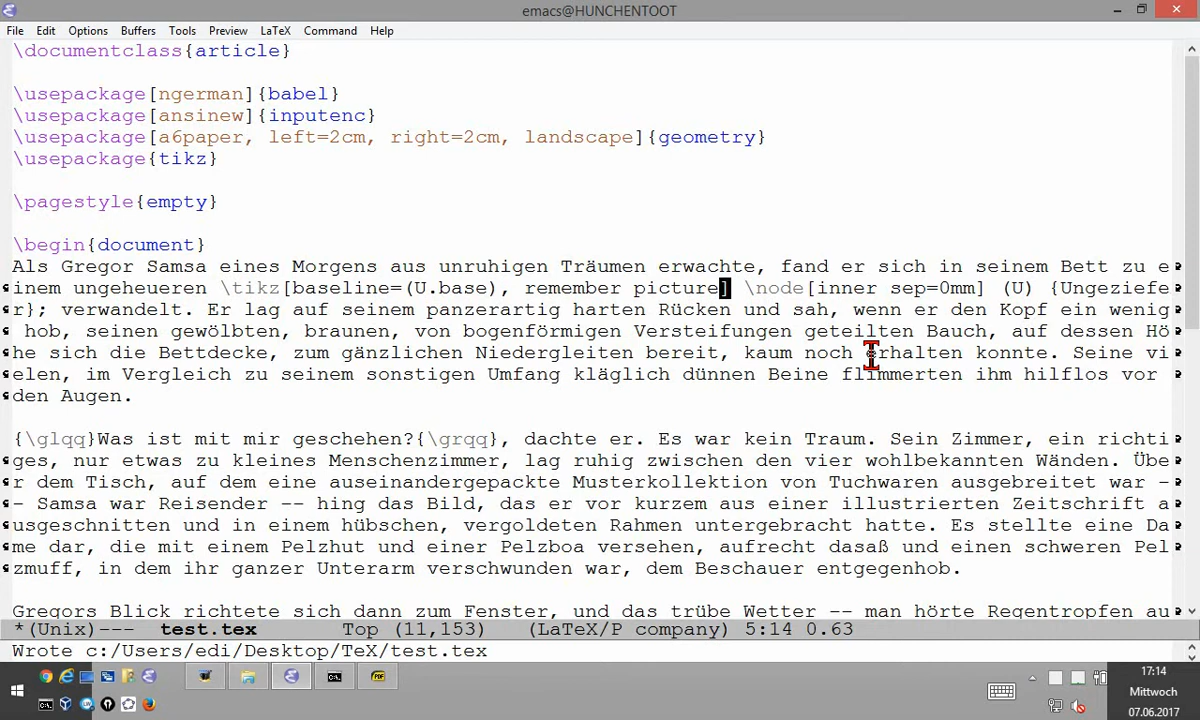 emacs@HUNCHENTOOT
File Edit Options Buffers Tools Preview LaTeX Command Help
\documentclass{article}
\usepackage[ngerman]{babel}
\usepackage[ansinew]{inputenc}
\usepackage[a6paper, left=2cm, right=2cm, landscape]{geometry}
\usepackage{tikz}
\pagestyle{empty}
\begin{document}
Als Gregor Samsa eines Morgens aus unruhigen Träumen erwachte, fand er sich in seinem Bett zu e
inem ungeheueren \tikz[baseline=(U.base), remember picture] \node[inner sep=0mm] (U) {Ungeziefe
r}; verwandelt. Er lag auf seinem panzerartig harten Rücken und sah, wenn er den Kopf ein wenig
hob, seinen gewölbten, braunen, von bogenförmigen Versteifungen geteilten Bauch, auf dessen Hö
he sich die Bettdecke, zum gänzlichen Niedergleiten bereit, kaum noch erhalten konnte. Seine vi
elen, im Vergleich zu seinem sonstigen Umfang kläglich dünnen Beine flimmerten ihm hilflos vor
den Augen.
{\glqq}Was ist mit mir geschehen?{\grqq}, dachte er. Es war kein Traum. Sein Zimmer, ein richti
ges, nur etwas zu kleines Menschenzimmer, lag ruhig zwischen den vier wohlbekannten Wänden. Übe
r dem Tisch, auf dem eine auseinandergepackte Musterkollektion von Tuchwaren ausgebreitet war -
- Samsa war Reisender -- hing das Bild, das er vor kurzem aus einer illustrierten Zeitschrift a
usgeschnitten und in einem hübschen, vergoldeten Rahmen untergebracht hatte. Es stellte eine Da
me dar, die mit einem Pelzhut und einer Pelzboa versehen, aufrecht dasaß und einen schweren Pel
zmuff, in dem ihr ganzer Unterarm verschwunden war, dem Beschauer entgegenhob.
Gregors Blick richtete sich dann zum Fenster, und das trübe Wetter -- man hörte Regentropfen au
*(Unix)--- test.tex Top (11,153) (LaTeX/P company) 5:14 0.63
Wrote c:/Users/edi/Desktop/TeX/test.tex
17:14
Mittwoch
07.06.2017